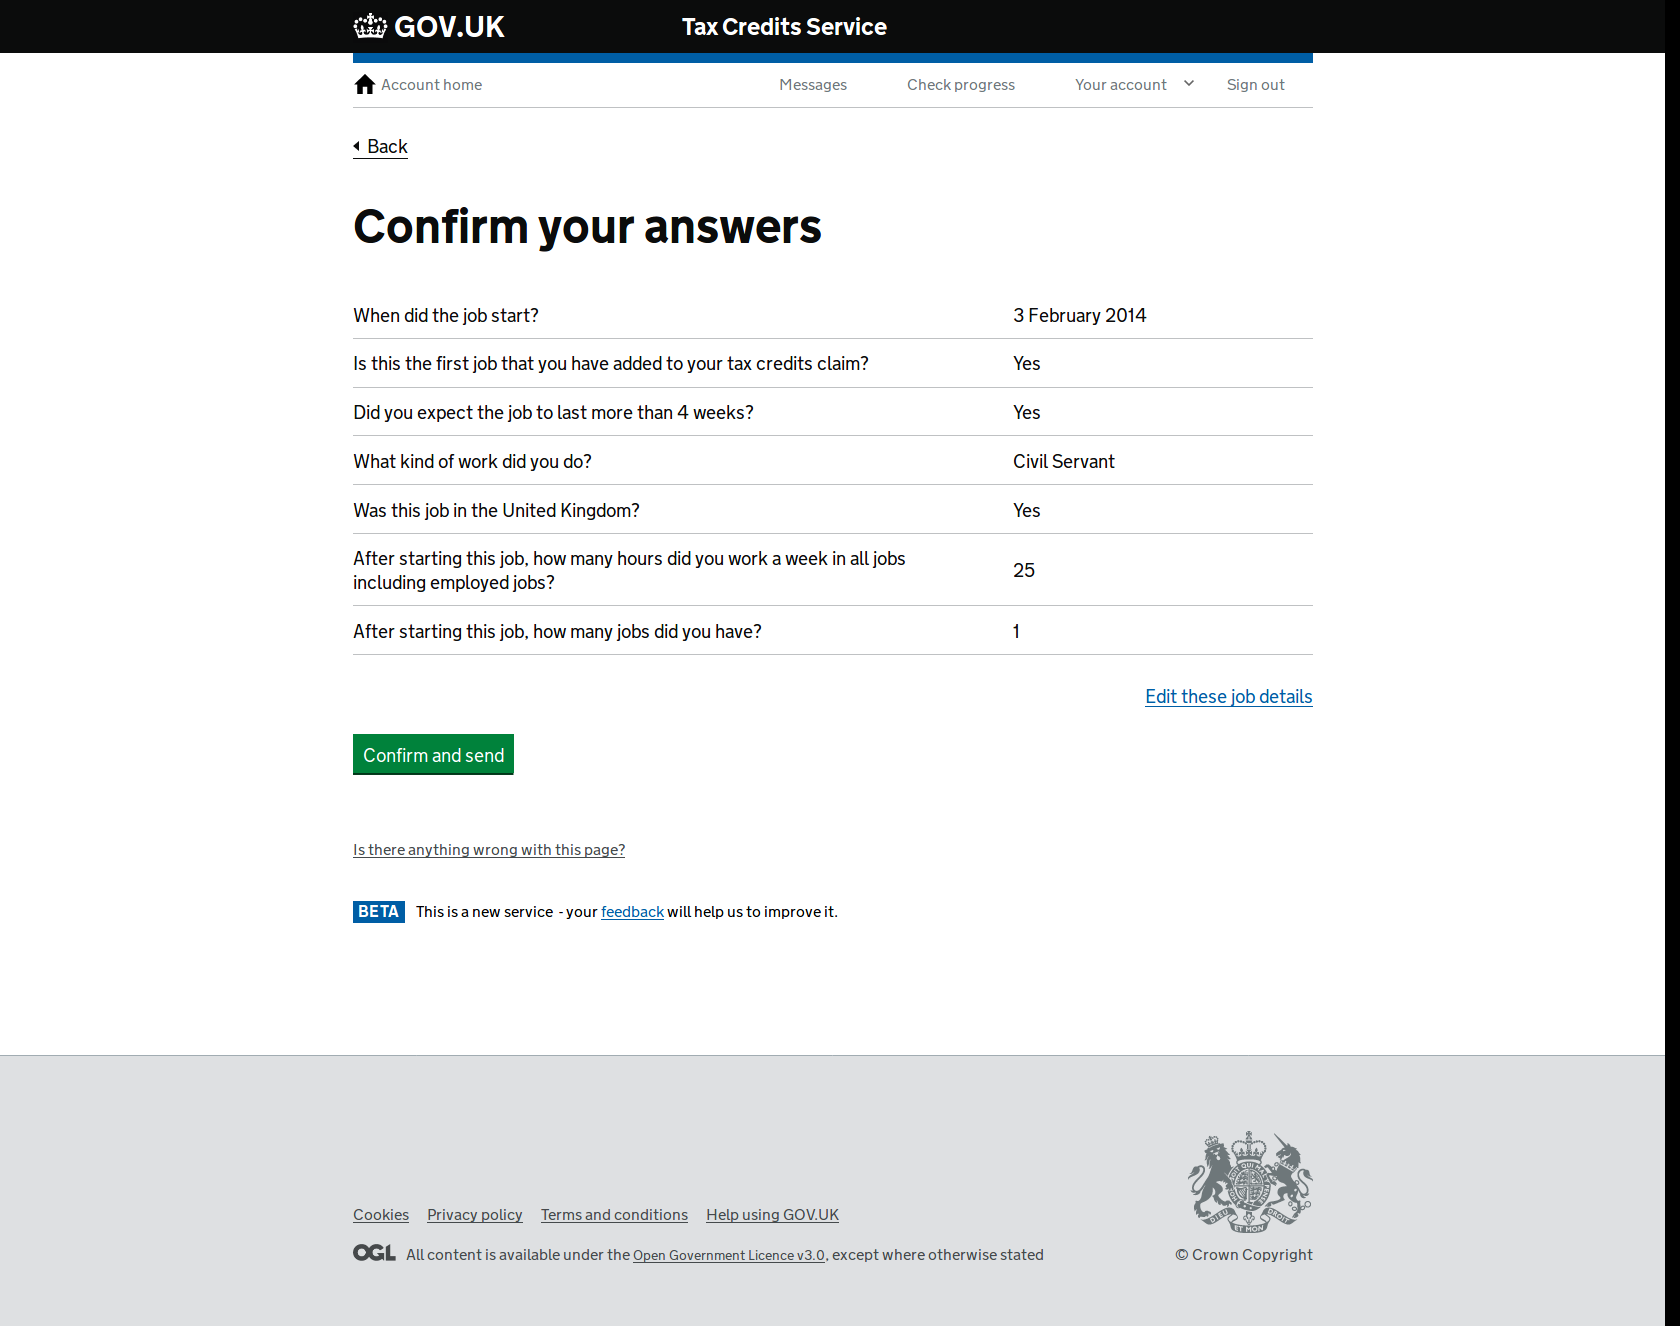 GOV.UK Tax Credits Service
Account home Messages Check progress Your account Sign out
Back
Confirm your answers
When did the job start? 3 February 2014
Is this the first job that you have added to your tax credits claim? Yes
Did you expect the job to last more than 4 weeks? Yes
What kind of work did you do? Civil Servant
Was this job in the United Kingdom? Yes
After starting this job, how many hours did you work a week in all jobs
including employed jobs? 25
After starting this job, how many jobs did you have? 1
Edit these job details
Confirm and send
Is there anything wrong with this page?
BETA This is a new service - your feedback will help us to improve it.
Cookies Privacy policy Terms and conditions Help using GOV.UK
OGL All content is available under the Open Government Licence v3.0, except where otherwise stated
© Crown Copyright